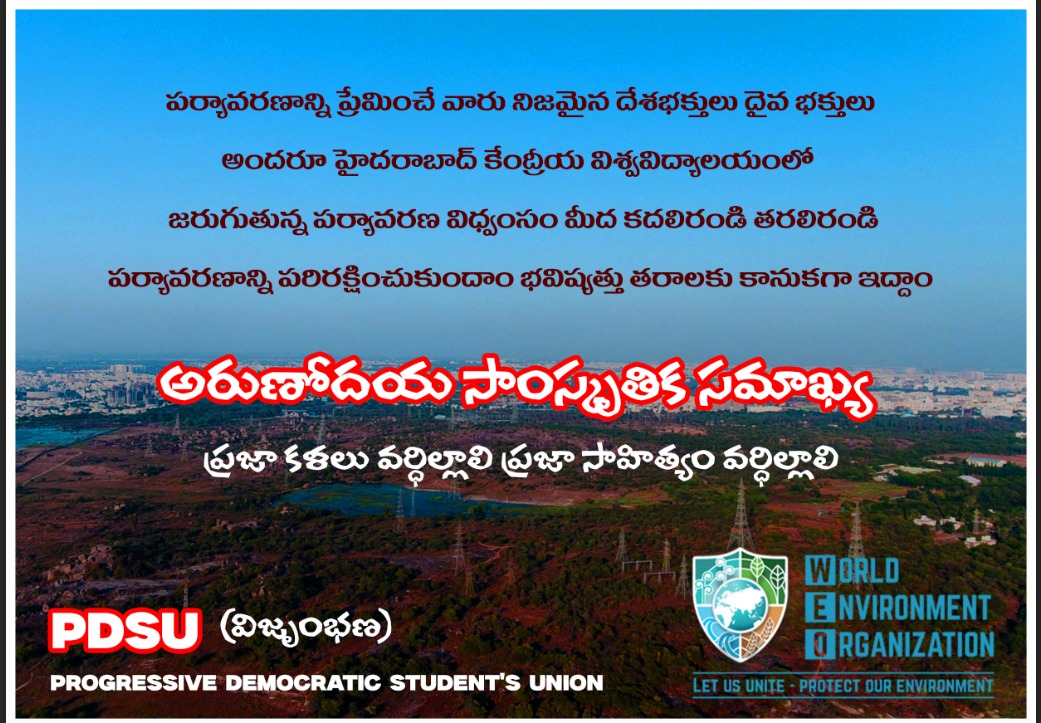 పర్యావరణాన్ని ప్రేమించే వారు నిజమైన దేశభక్తులు దైవ భక్తులు
అందరూ హైదరాబాద్ కేంద్రీయ విశ్వవిద్యాలయంలో
జరుగుతున్న పర్యావరణ విధ్వంసం మీద కదలిరండి తరలిరండి
పర్యావరణాన్ని పరిరక్షించుకుందాం భవిష్యత్తు తరాలకు కానుకగా ఇద్దాం
అరుణోదయ సాంస్కృతిక సమాఖ్య
ప్రజా కళలు వర్ధిల్లాలి ప్రజా సాహిత్యం వర్ధిల్లాలి
PDSU (విజృంభణ)
PROGRESSIVE DEMOCRATIC STUDENT'S UNION
WORLD
ENVIRONMENT
ORGANIZATION
LET US UNITE - PROTECT OUR ENVIRONMENT